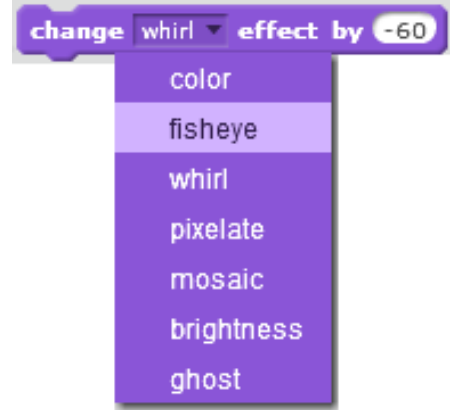 change whirl effect by -60
color
fisheye
whirl
pixelate
mosaic
brightness
ghost